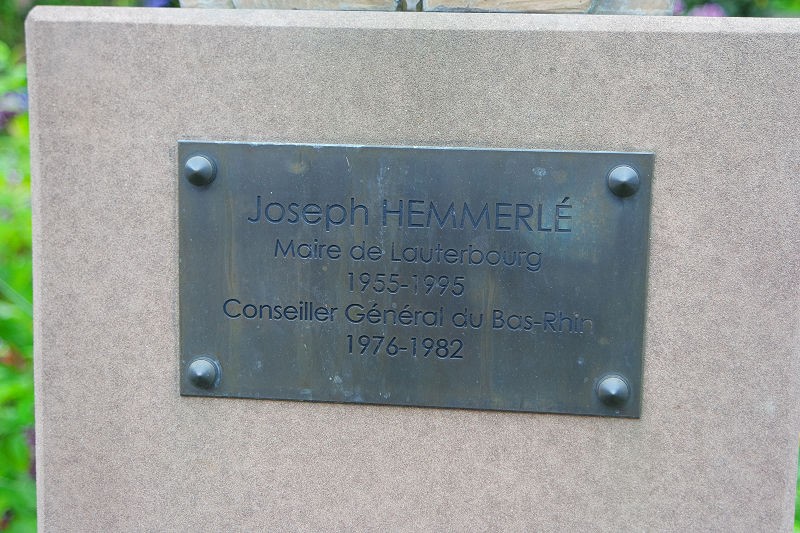 Joseph HEMMERLÉ
Maire de Lauterbourg
1955-1995
Conseiller Général du Bas-Rhin
1976-1982